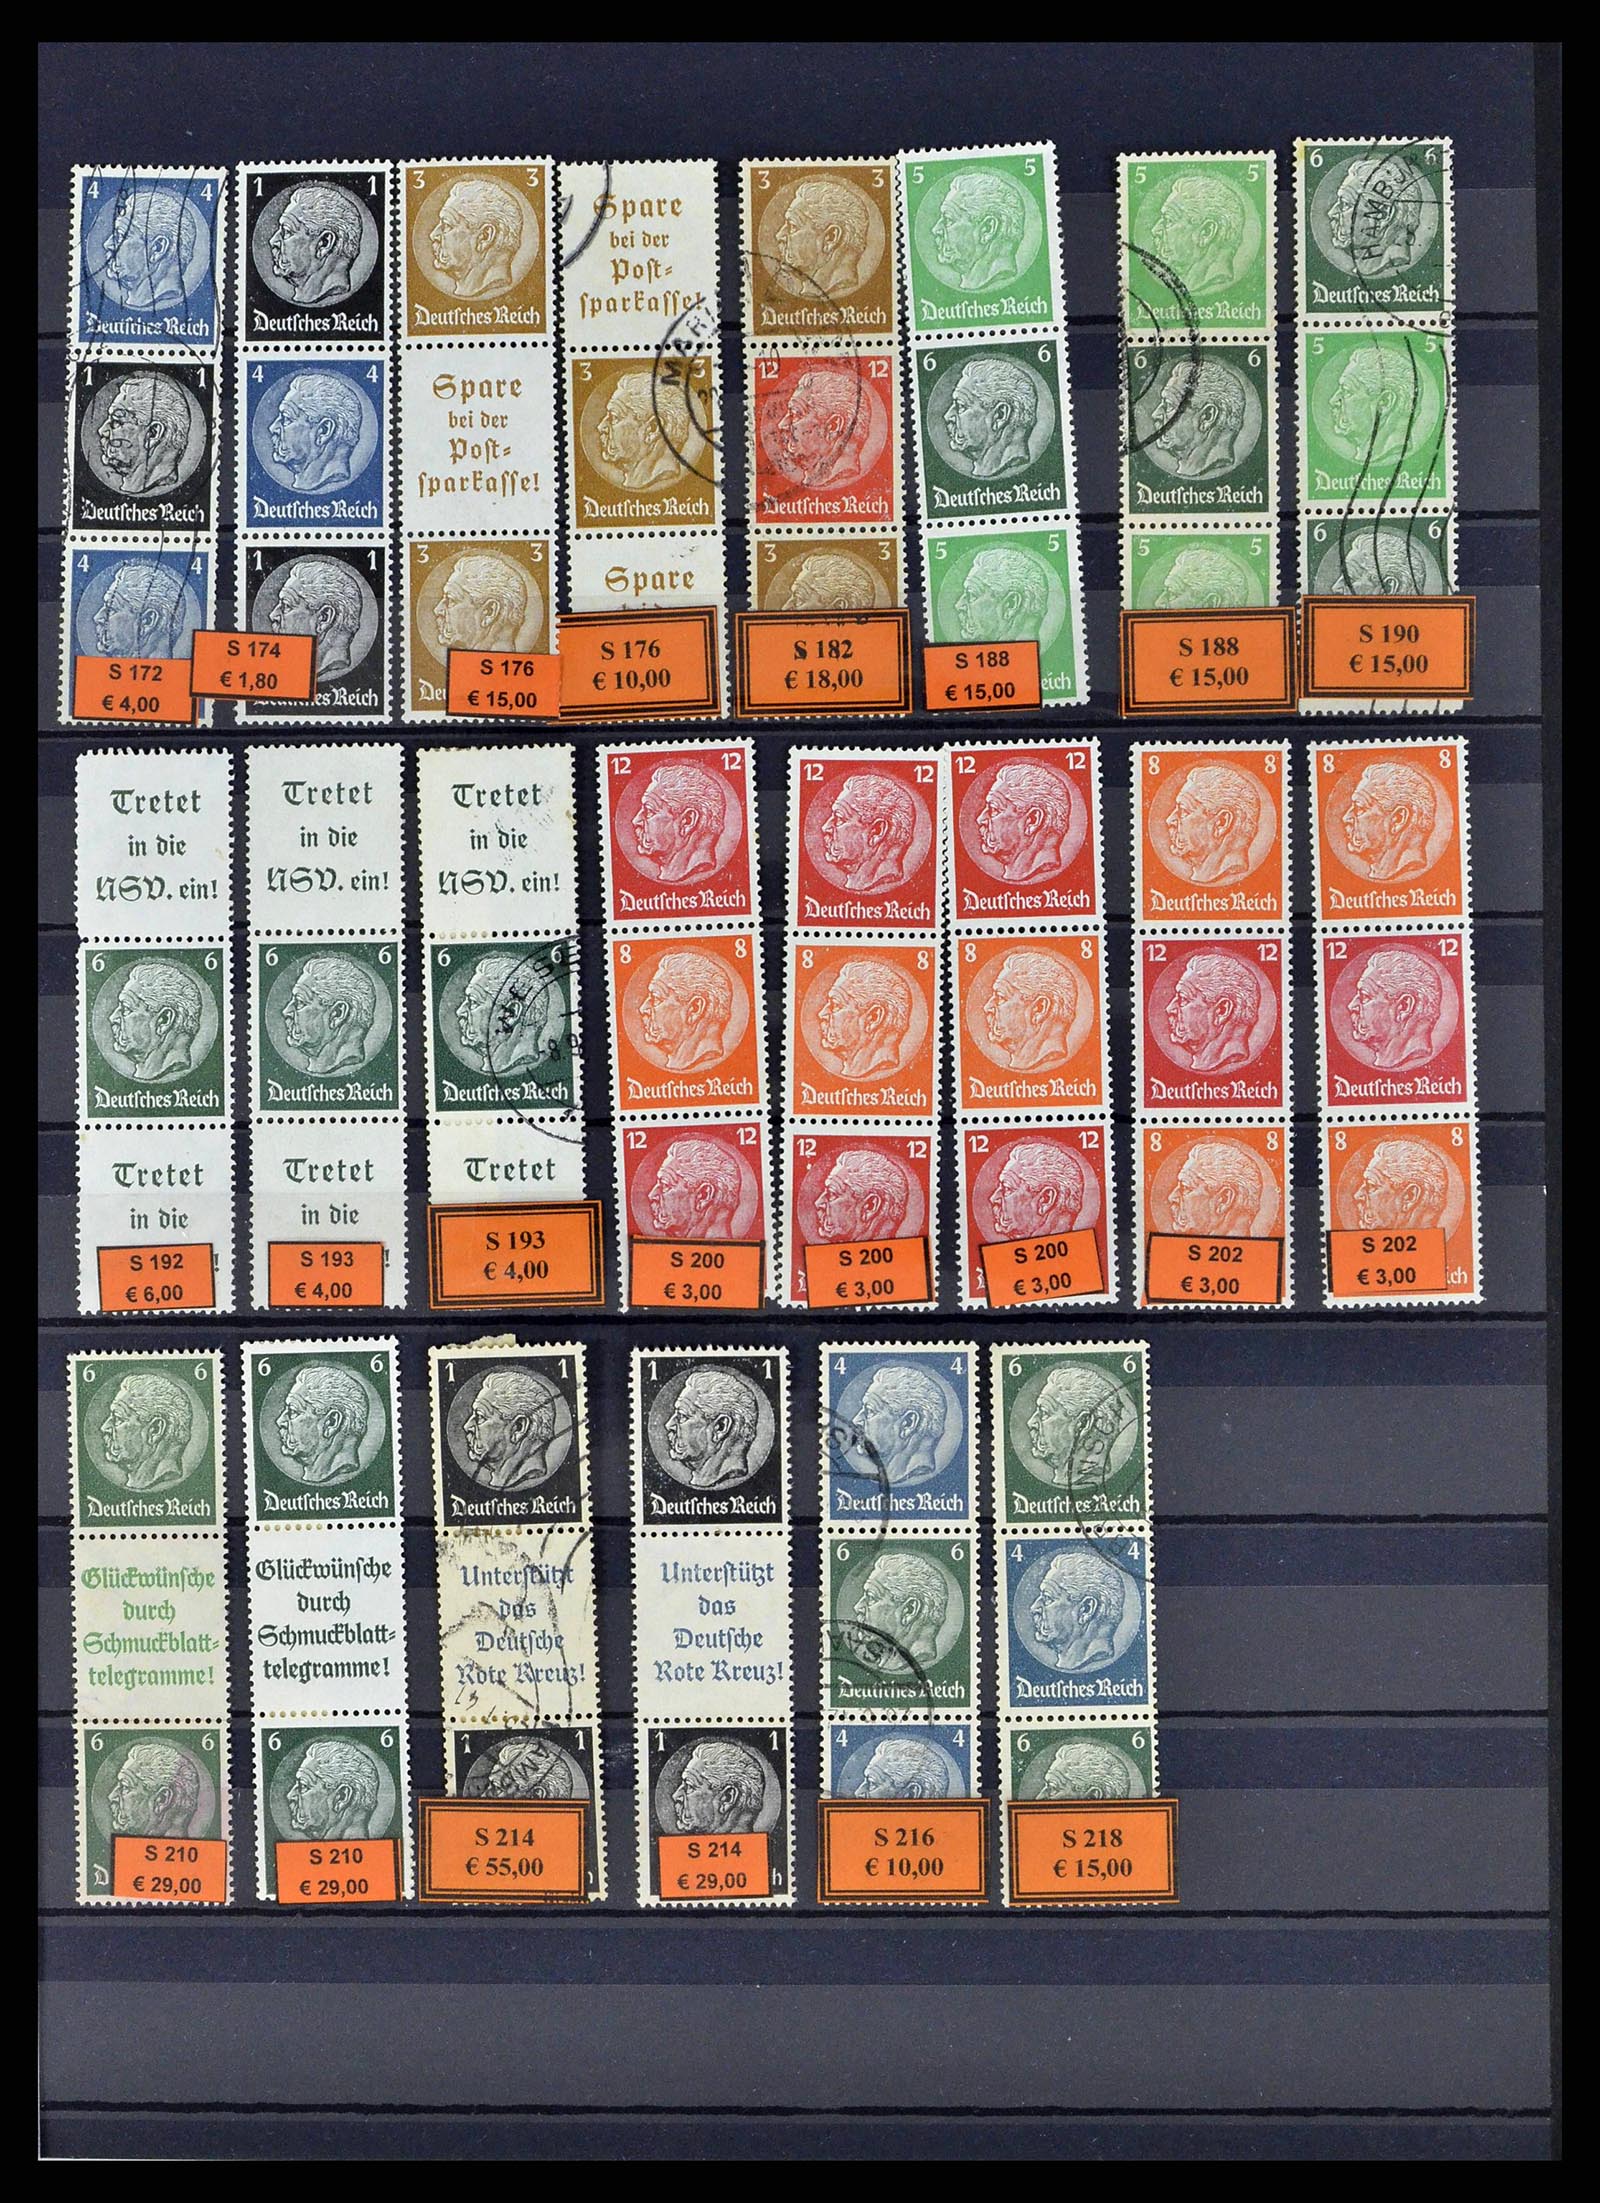 4 4
Deutsches Reich
1 1
Deutsches Reich
4 4
S 172
€ 4,00
1 1
Deutsches Reich
4 4
Deutsches Reich
1 1
S 174
€ 1,80
3 3
Deutsches Reich
Spare
bei der
Post=
sparkasse!
3 3
S 176
€ 15,00
Spare
bei der
Post=
sparkasse!
3 3
Deutsches Reich
Spare
S 176
€ 10,00
3 3
Deutsches Reich
12 12
Deutsches Reich
3 3
S 182
€ 18,00
5 5
Deutsches Reich
6 6
Deutsches Reich
5 5
S 188
€ 15,00
5 5
Deutsches Reich
6 6
Deutsches Reich
5 5
S 188
€ 15,00
6 6
Deutsches Reich
5 5
Deutsches Reich
6 6
S 190
€ 15,00
Tretet
in die
NSV. ein!
6 6
Deutsches Reich
Tretet
in die
S 192
€ 6,00
Tretet
in die
NSV. ein!
6 6
Deutsches Reich
Tretet
in die
S 193
€ 4,00
Tretet
in die
NSV. ein!
6 6
Deutsches Reich
Tretet
S 193
€ 4,00
12 12
Deutsches Reich
8 8
Deutsches Reich
12 12
S 200
€ 3,00
12 12
Deutsches Reich
8 8
Deutsches Reich
12 12
S 200
€ 3,00
12 12
Deutsches Reich
8 8
Deutsches Reich
12 12
S 200
€ 3,00
8 8
Deutsches Reich
12 12
Deutsches Reich
8 8
S 202
€ 3,00
8 8
Deutsches Reich
12 12
Deutsches Reich
8 8
S 202
€ 3,00
6 6
Deutsches Reich
Glückwünsche
durch
Schmuckblatt=
telegramme!
6 6
S 210
€ 29,00
6 6
Deutsches Reich
Glückwünsche
durch
Schmuckblatt=
telegramme!
6 6
S 210
€ 29,00
1 1
Deutsches Reich
Unterstützt
das
Deutsche
Rote Kreuz!
1 1
S 214
€ 55,00
1 1
Deutsches Reich
Unterstützt
das
Deutsche
Rote Kreuz!
1 1
S 214
€ 29,00
4 4
Deutsches Reich
6 6
Deutsches Reich
4 4
S 216
€ 10,00
6 6
Deutsches Reich
4 4
Deutsches Reich
6 6
S 218
€ 15,00